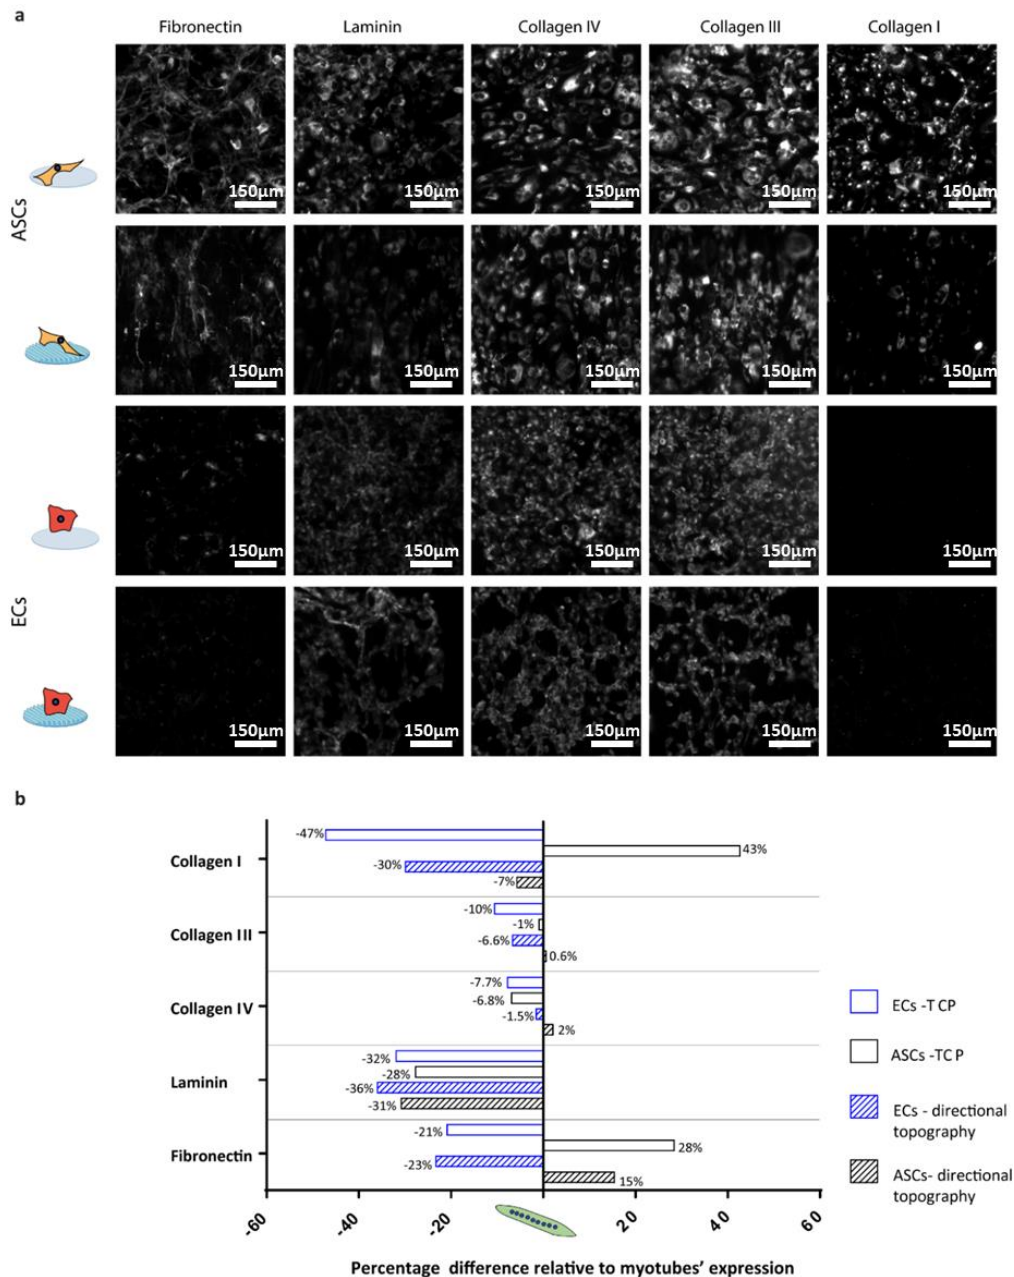 a
Fibronectin Laminin Collagen IV Collagen III Collagen I
150µm 150µm 150µm 150µm 150µm
ASCs
150µm 150µm 150µm 150µm 150µm
150µm 150µm 150µm 150µm 150µm
ECs
150µm 150µm 150µm 150µm 150µm
b
-47%
Collagen I
43%
-30%
-7%
-10%
Collagen III
-1%
-6.6%
0.6%
-7.7%
Collagen IV
-6.8%
-1.5%
2%
-32%
Laminin
-28%
-36%
-31%
-21%
Fibronectin
28%
-23%
15%
ECs -T CP
ASCs -TC P
ECs - directional
topography
ASCs- directional
topography
-60 -40 -20 20 40 60
Percentage difference relative to myotubes' expression